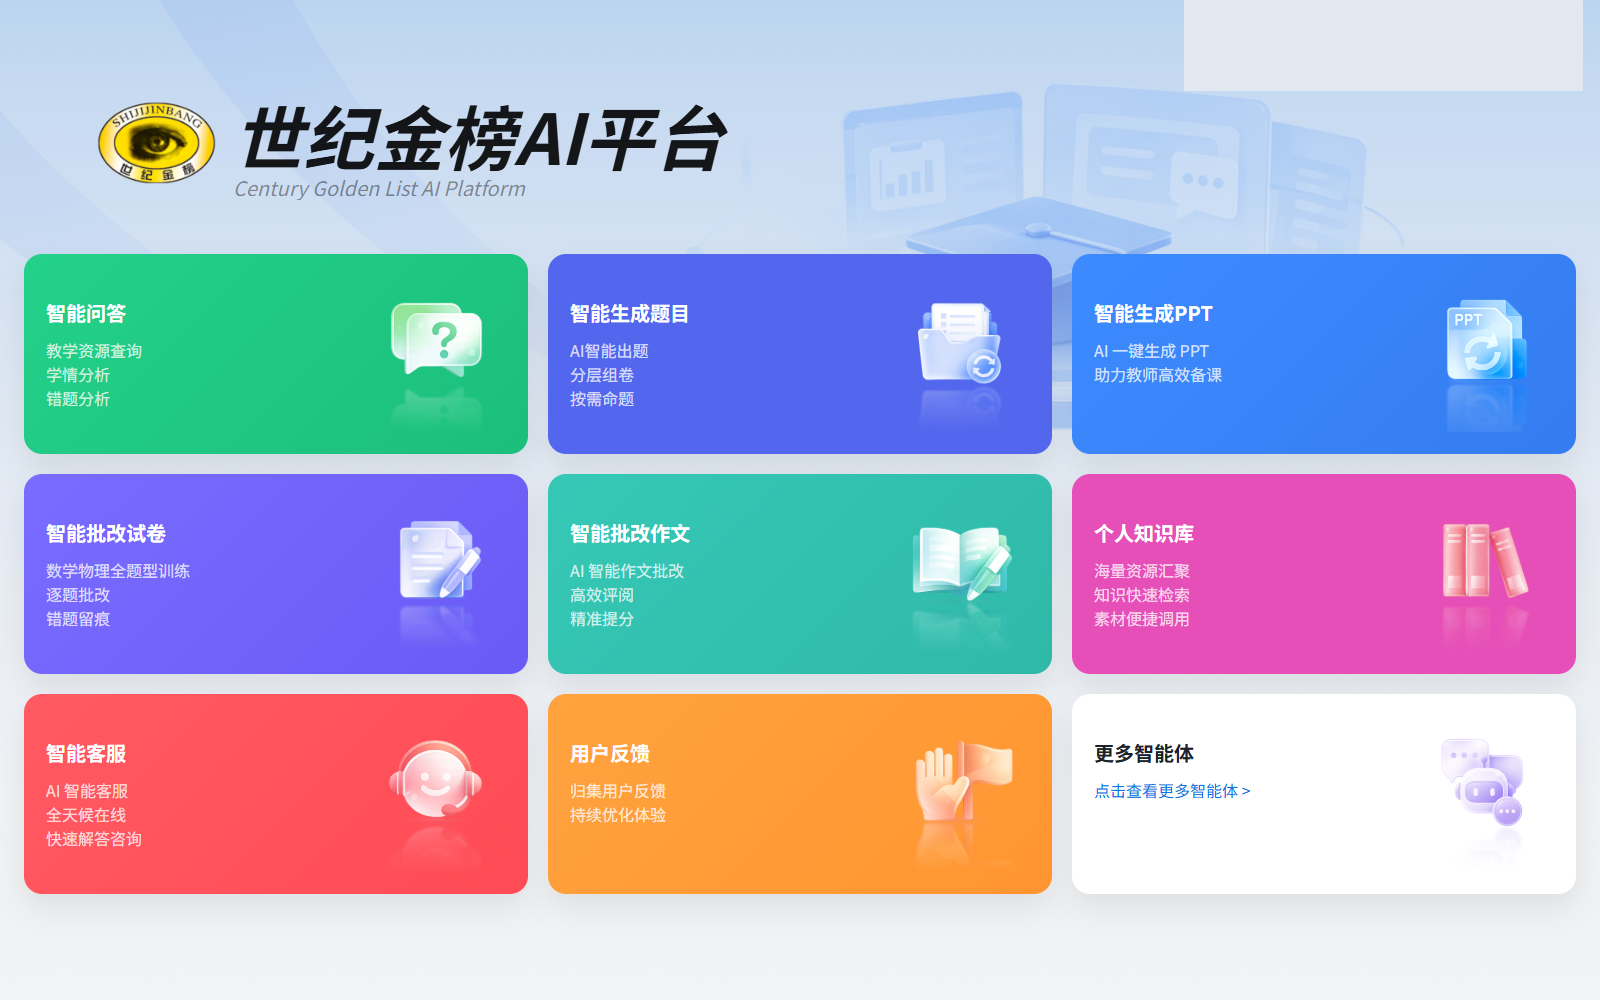 SHIJIJINBANG
世纪金榜
世纪金榜AI平台
Century Golden List AI Platform
智能问答
教学资源查询
学情分析
错题分析
智能生成题目
AI智能出题
分层组卷
按需命题
智能生成PPT
AI 一键生成 PPT
助力教师高效备课
PPT
智能批改试卷
数学物理全题型训练
逐题批改
错题留痕
智能批改作文
AI 智能作文批改
高效评阅
精准提分
个人知识库
海量资源汇聚
知识快速检索
素材便捷调用
智能客服
AI 智能客服
全天候在线
快速解答咨询
用户反馈
归集用户反馈
持续优化体验
更多智能体
点击查看更多智能体 >